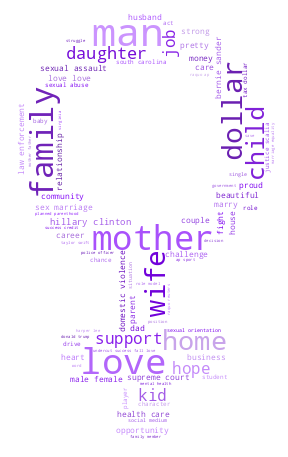 husband
act
man
strong
struggle
job
pretty
daughter
south carolina
money
sexual assault
care
bernie sander
love love
sexual abuse
tax dollar
family
dollar
child
law enforcement
baby
relationship
justice scalia
single
government
proud
community
beautiful
sex marriage
marry
role
planned parenthood
house
fight
hillary clinton
couple
career
taylor swift
mother
decision
police officer
challenge
chance
wife
domestic violence
situation
parent
dad
support
sexual orientation
donald trump
home
drive
love
heart
business
hope
supreme court
male female
student
mental health
kid
player
character
health care
social medium
opportunity
family member